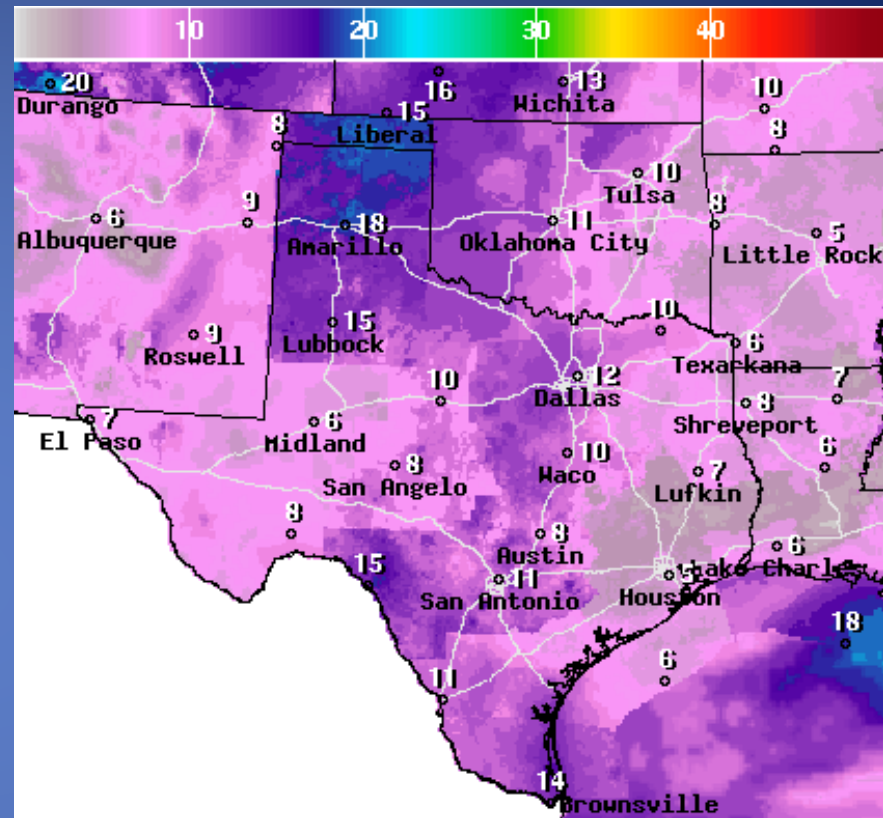 10 20 30 40
20
Durango
16
13
Wichita
10
15
Liberal
8
8
10
Tulsa
6
Albuquerque
9
18
Amarillo
11
Oklahoma City
8
5
Little Rock
9
Roswell
15
Lubbock
10
6
Texarkana
12
Dallas
7
El Paso
6
Midland
10
8
Shreveport
7
8
San Angelo
10
Waco
7
Lufkin
6
8
8
Austin
6
Lake Charles
15
11
San Antonio
5
Houston
18
6
11
14
Brownsville